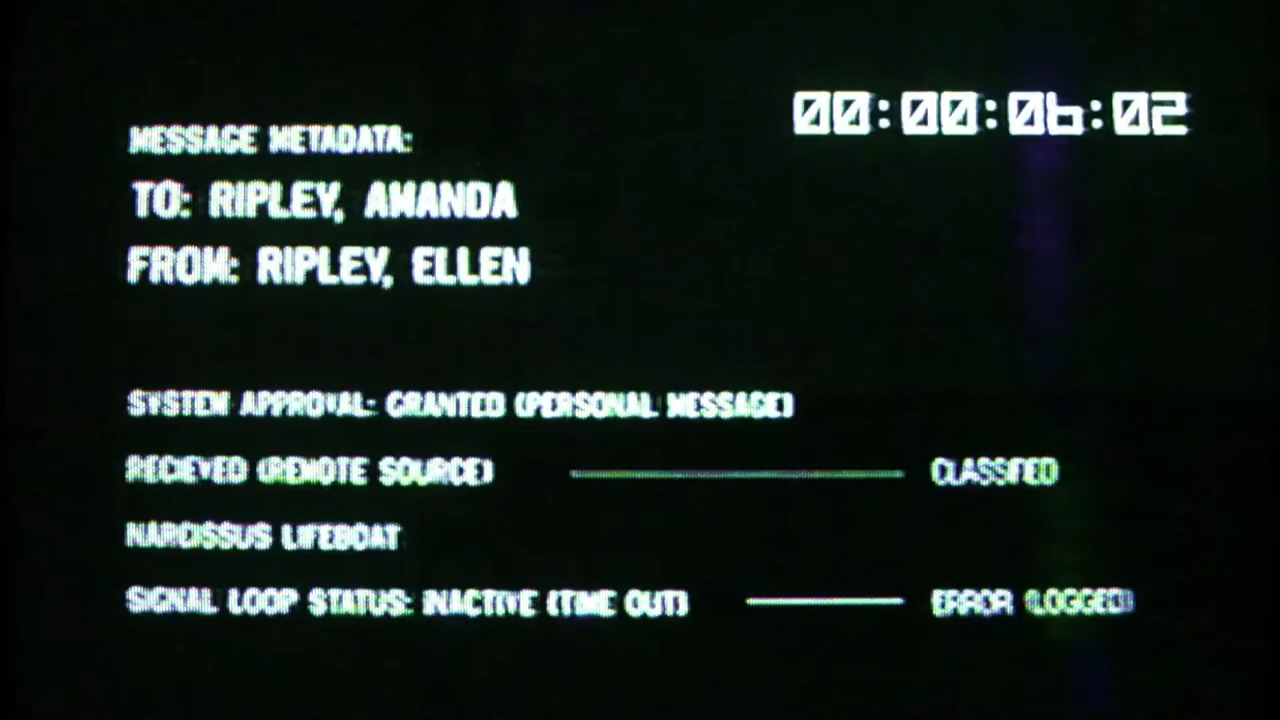 00:00:06:02
MESSAGE METADATA:
TO: RIPLEY, AMANDA
FROM: RIPLEY, ELLEN
SYSTEM APPROVAL: GRANTED (PERSONAL MESSAGE)
RECIEVED (REMOTE SOURCE) CLASSIFIED
NARCISSUS LIFEBOAT
SIGNAL LOOP STATUS: INACTIVE (TIME OUT) ERROR (LOGGED)